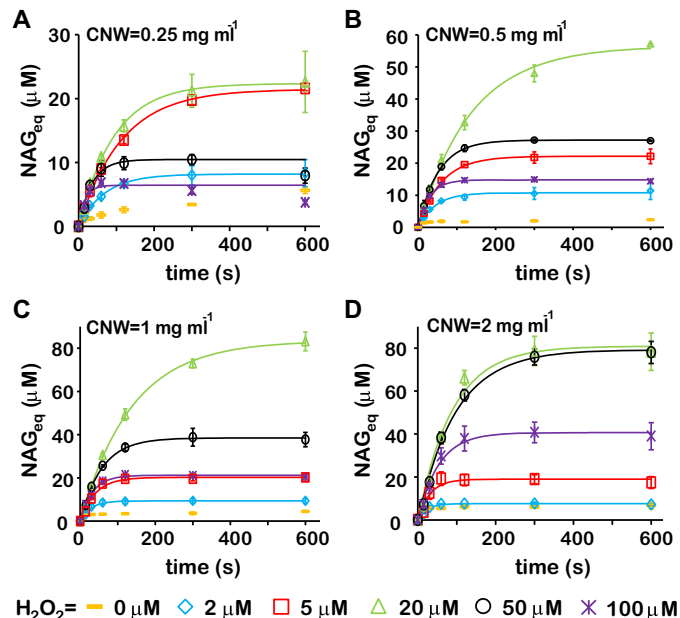 A
CNW=0.25 mg ml-1
NAGeq (μM)
30
20
10
0
0 200 400 600
time (s)
B
CNW=0.5 mg ml-1
NAGeq (μM)
60
50
40
30
20
10
0
0 200 400 600
time (s)
C
CNW=1 mg ml-1
NAGeq (μM)
80
60
40
20
0
0 200 400 600
time (s)
D
CNW=2 mg ml-1
NAGeq (μM)
80
60
40
20
0
0 200 400 600
time (s)
H2O2= 0 μM 2 μM 5 μM 20 μM 50 μM 100 μM